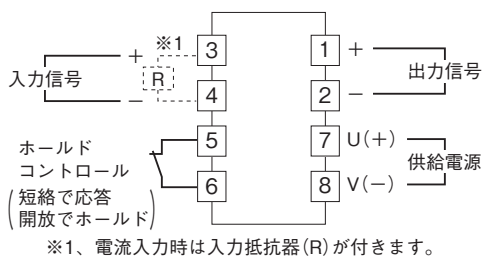 ※1
+ 3 1 +
入力信号 R 出力信号
− 4 2 −
ホールド 5 7 U(+)
コントロール 供給電源
(短絡で応答 6 8 V(−)
開放でホールド)
※1、電流入力時は入力抵抗器(R)が付きます。